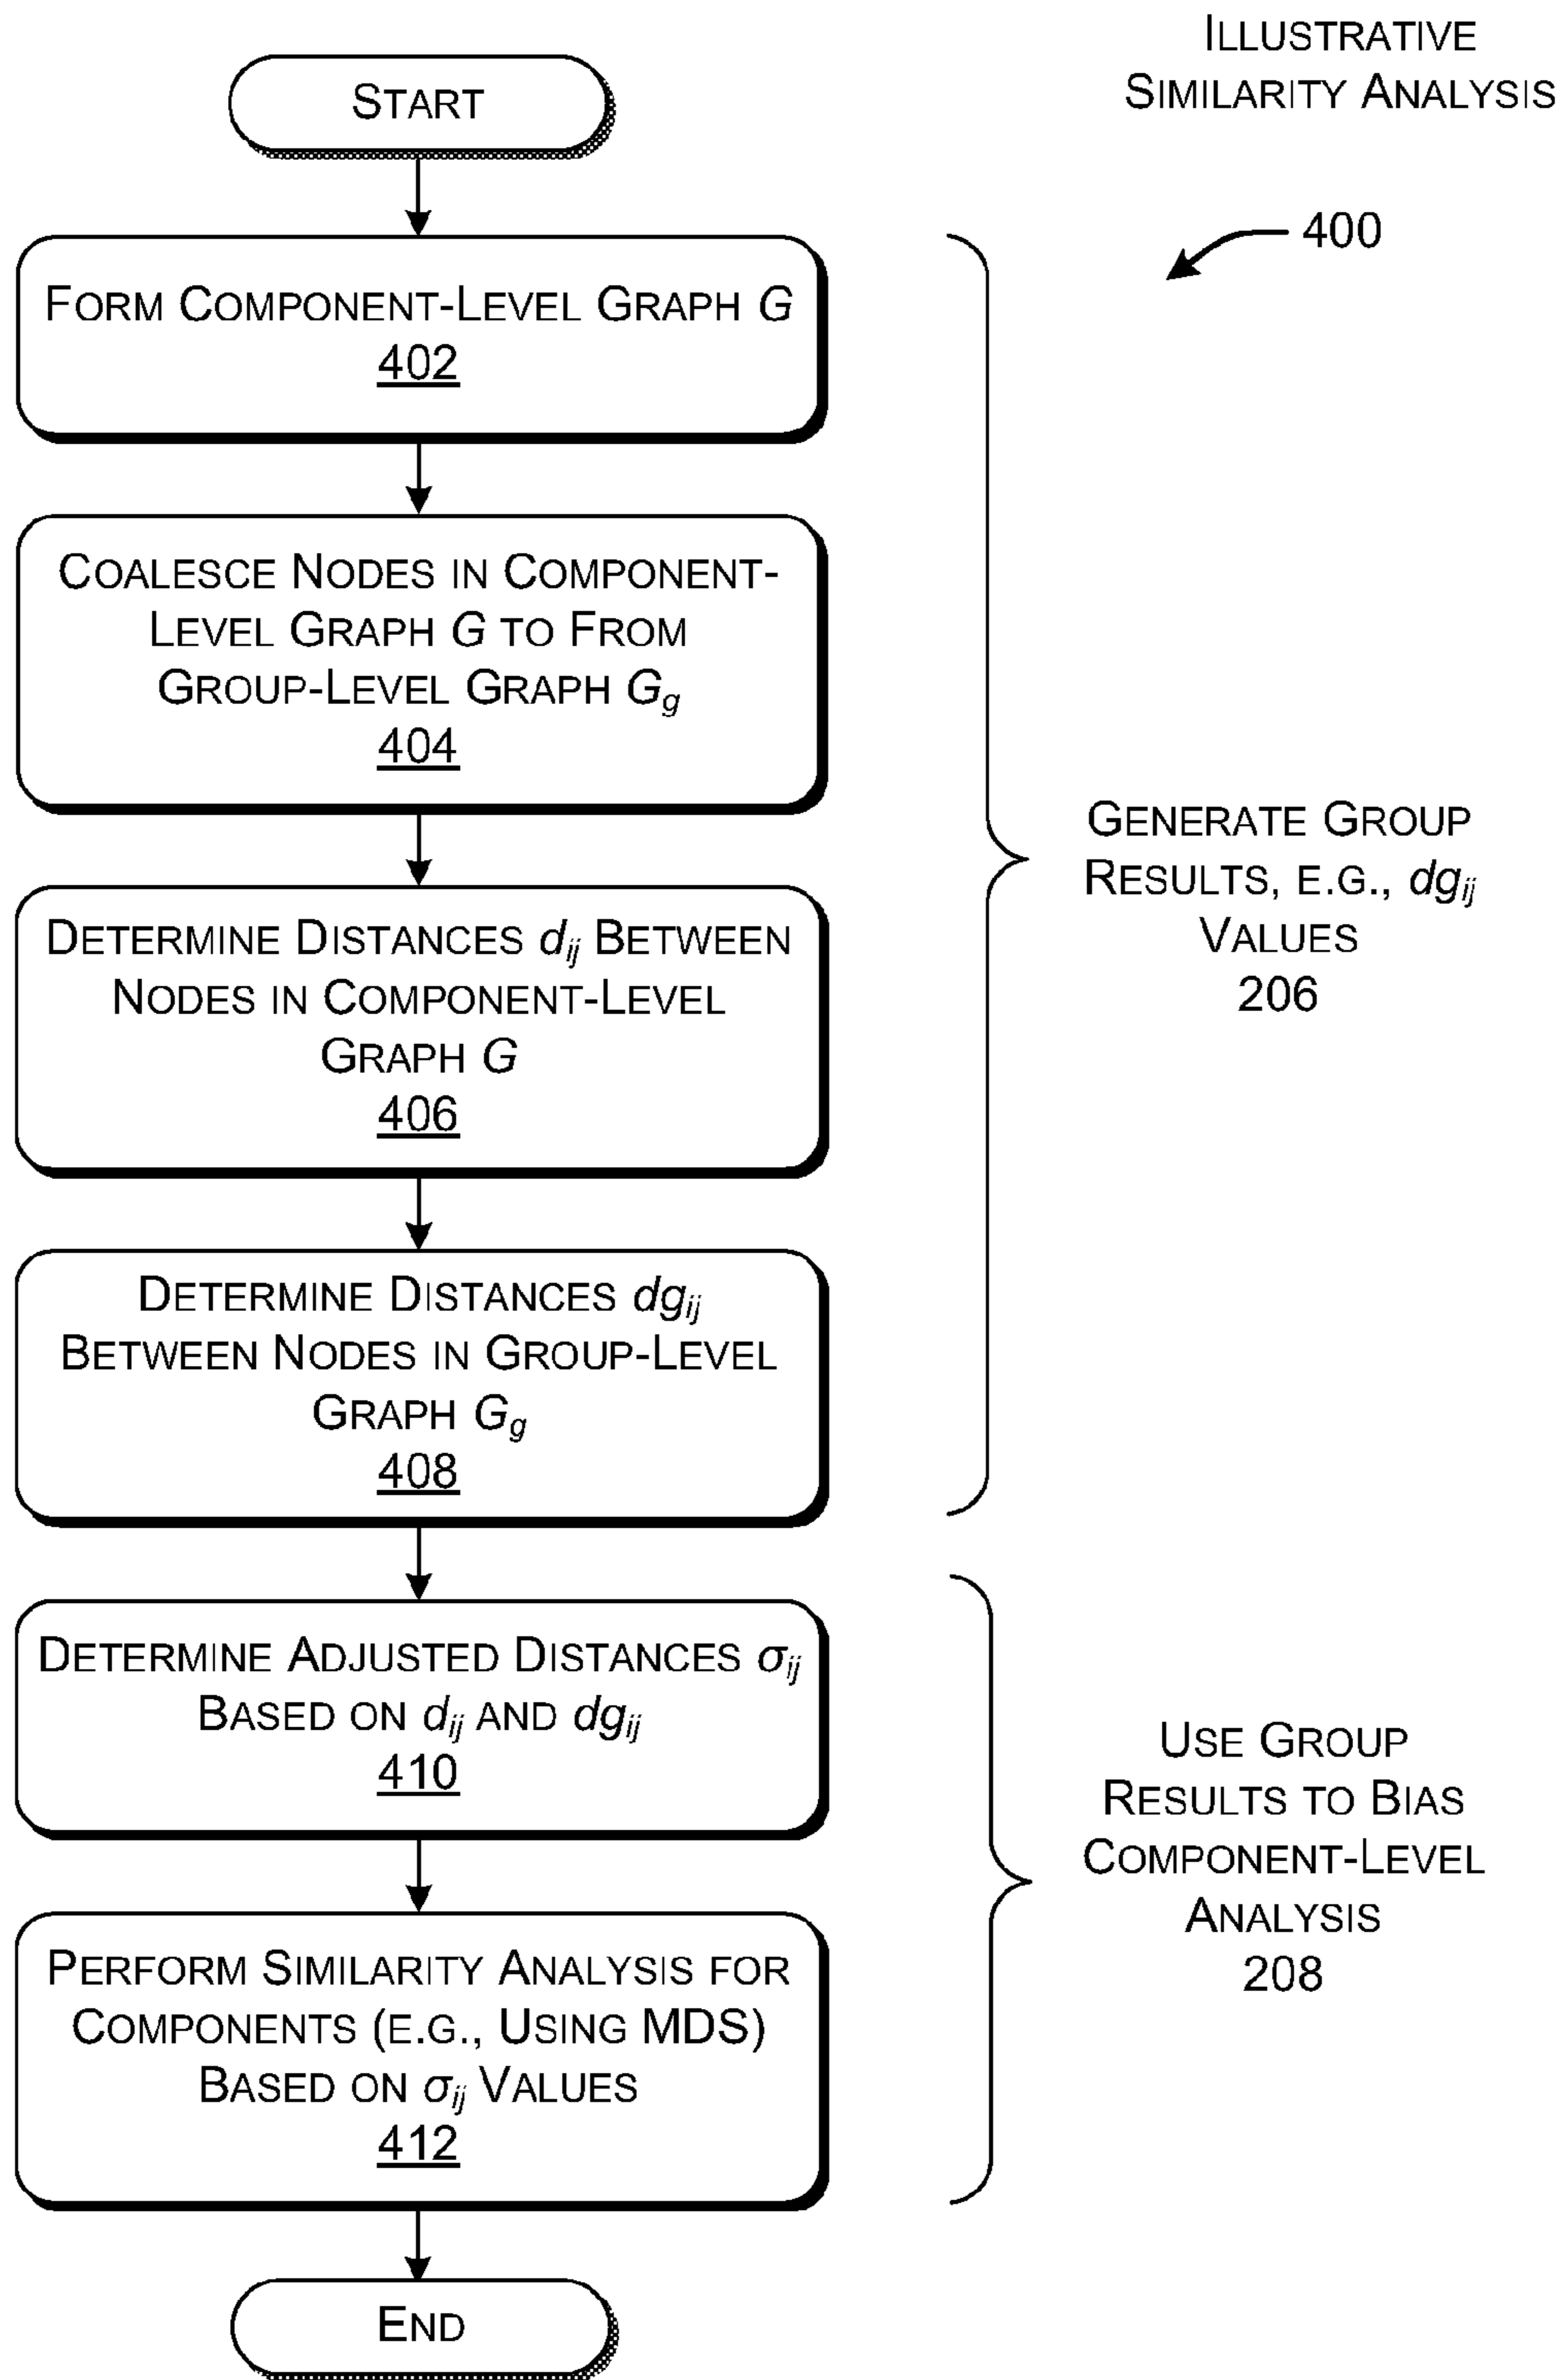 ILLUSTRATIVE
SIMILARITY ANALYSIS
400
START
FORM COMPONENT-LEVEL GRAPH G
402
COALESCE NODES IN COMPONENT-
LEVEL GRAPH G TO FROM
GROUP-LEVEL GRAPH Gg
404
DETERMINE DISTANCES dij BETWEEN
NODES IN COMPONENT-LEVEL
GRAPH G
406
DETERMINE DISTANCES dgij
BETWEEN NODES IN GROUP-LEVEL
GRAPH Gg
408
GENERATE GROUP
RESULTS, E.G., dgij
VALUES
206
DETERMINE ADJUSTED DISTANCES σij
BASED ON dij AND dgij
410
PERFORM SIMILARITY ANALYSIS FOR
COMPONENTS (E.G., USING MDS)
BASED ON σij VALUES
412
USE GROUP
RESULTS TO BIAS
COMPONENT-LEVEL
ANALYSIS
208
END